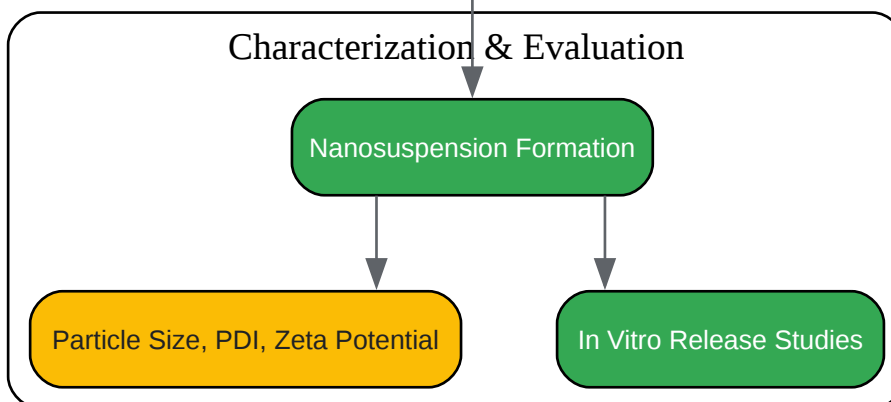 Characterization & Evaluation
Nanosuspension Formation
Particle Size, PDI, Zeta Potential
In Vitro Release Studies